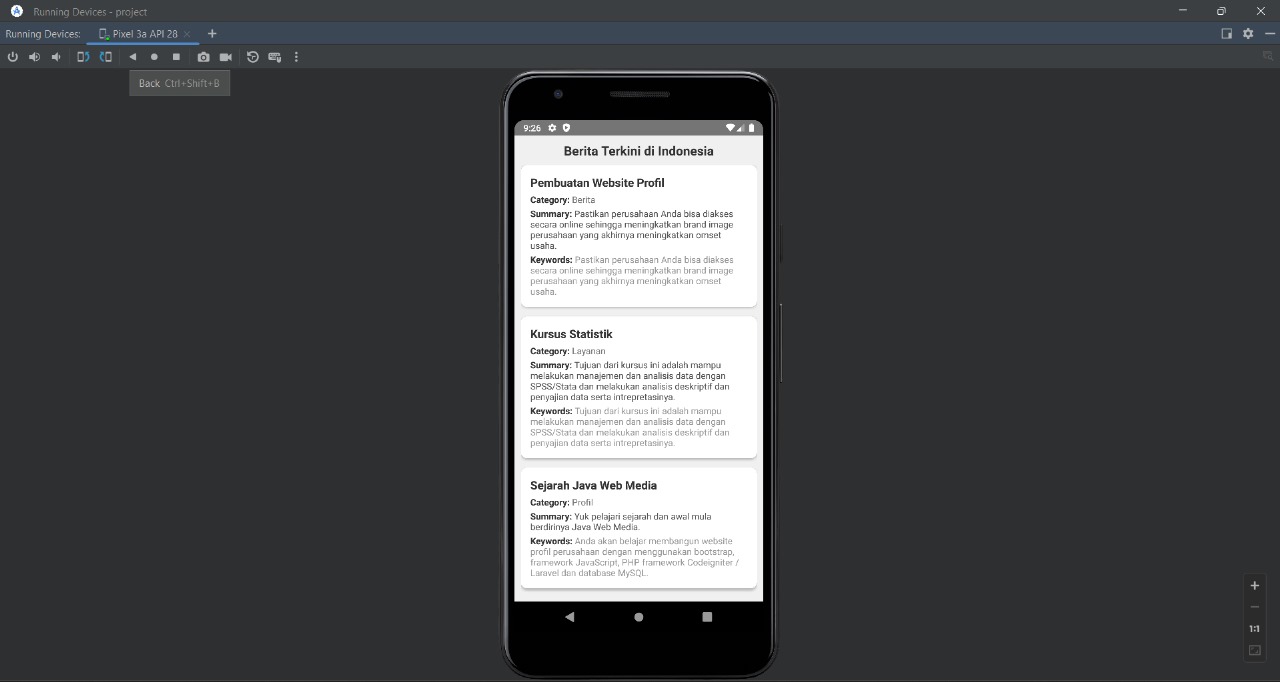 Running Devices - project
Running Devices:
Pixel 3a API 28
Back Ctrl+Shift+B
9:26
Berita Terkini di Indonesia
Pembuatan Website Profil
Category: Berita
Summary: Pastikan perusahaan Anda bisa diakses
secara online sehingga meningkatkan brand image
perusahaan yang akhirnya meningkatkan omset
usaha.
Keywords: Pastikan perusahaan Anda bisa diakses
secara online sehingga meningkatkan brand image
perusahaan yang akhirnya meningkatkan omset
usaha.
Kursus Statistik
Category: Layanan
Summary: Tujuan dari kursus ini adalah mampu
melakukan manajemen dan analisis data dengan
SPSS/Stata dan melakukan analisis deskriptif dan
penyajian data serta intrepretasinya.
Keywords: Tujuan dari kursus ini adalah mampu
melakukan manajemen dan analisis data dengan
SPSS/Stata dan melakukan analisis deskriptif dan
penyajian data serta intrepretasinya.
Sejarah Java Web Media
Category: Profil
Summary: Yuk pelajari sejarah dan awal mula
berdirinya Java Web Media.
Keywords: Anda akan belajar membangun website
profil perusahaan dengan menggunakan bootstrap,
framework JavaScript, PHP framework Codeigniter /
Laravel dan database MySQL.
1:1